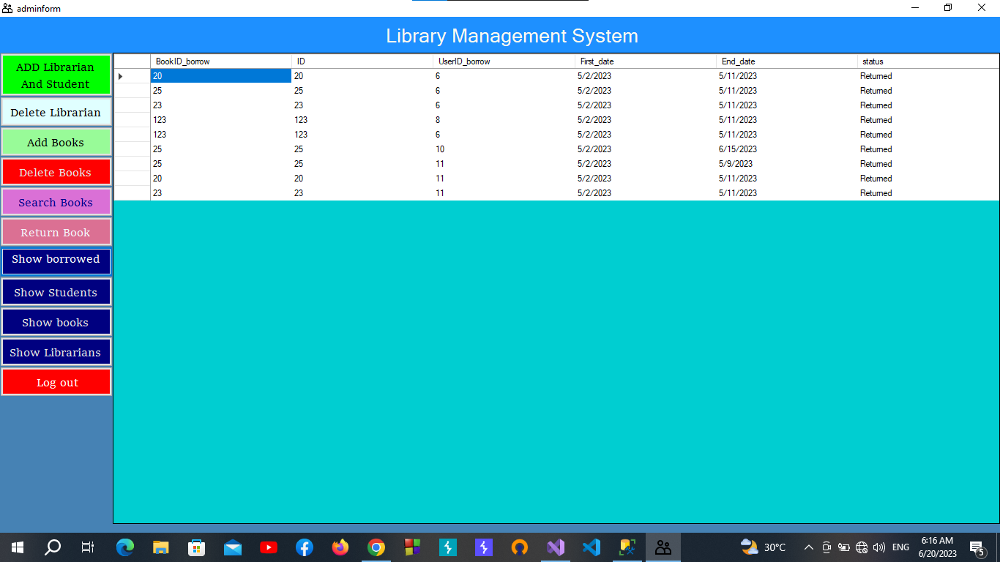 adminform
Library Management System
ADD Librarian
And Student
Delete Librarian
Add Books
Delete Books
Search Books
Return Book
Show borrowed
Show Students
Show books
Show Librarians
Log out
BookID_borrow ID UserID_borrow First_date End_date status
20 20 6 5/2/2023 5/11/2023 Returned
25 25 6 5/2/2023 5/11/2023 Returned
23 23 6 5/2/2023 5/11/2023 Returned
123 123 8 5/2/2023 5/11/2023 Returned
123 123 6 5/2/2023 5/11/2023 Returned
25 25 10 5/2/2023 6/15/2023 Returned
25 25 11 5/2/2023 5/9/2023 Returned
20 20 11 5/2/2023 5/11/2023 Returned
23 23 11 5/2/2023 5/11/2023 Returned
30°C ENG 6:16 AM
6/20/2023 5